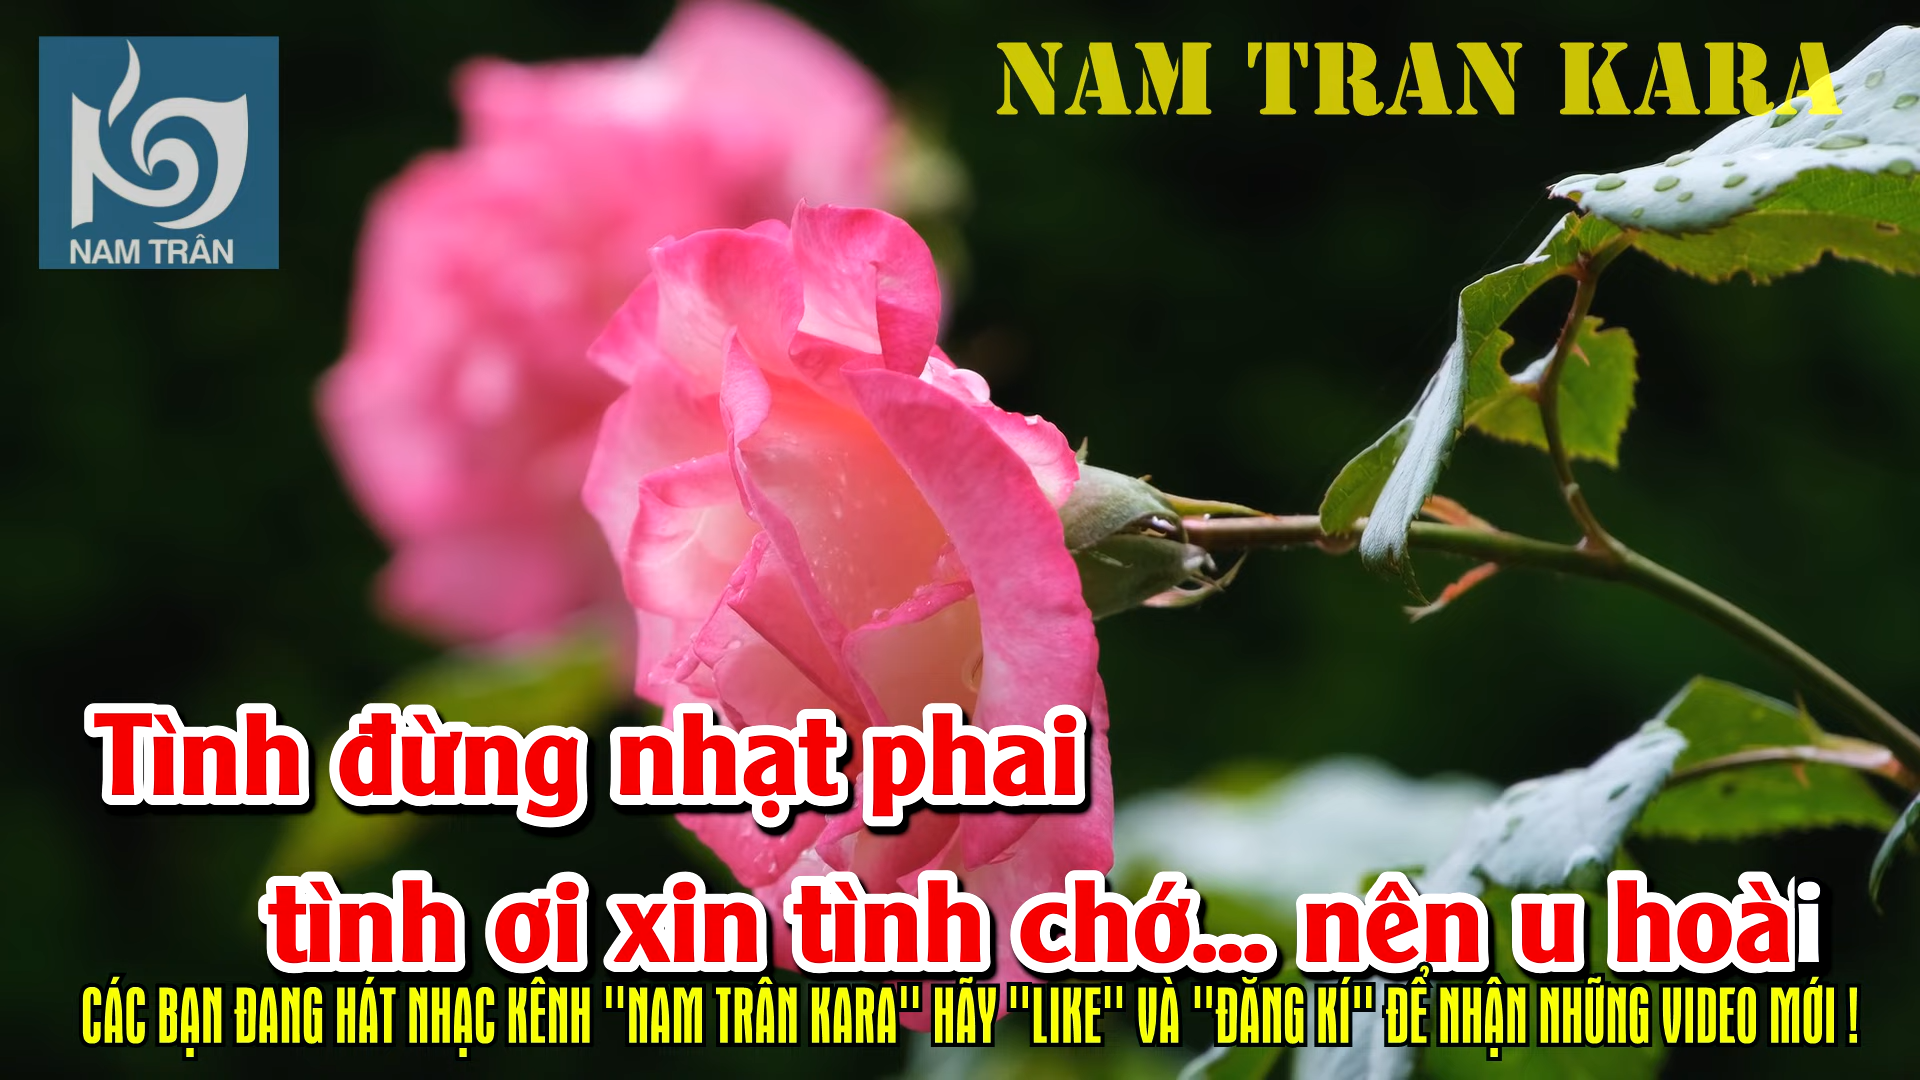 NAM TRAN KARA
NAM TRÂN
Tình đừng nhạt phai
tình ơi xin tình chớ... nên u hoài
CÁC BẠN ĐANG HÁT NHẠC KÊNH "NAM TRÂN KARA" HÃY "LIKE" VÀ "ĐĂNG KÍ" ĐỂ NHẬN NHỮNG VIDEO MỚI !